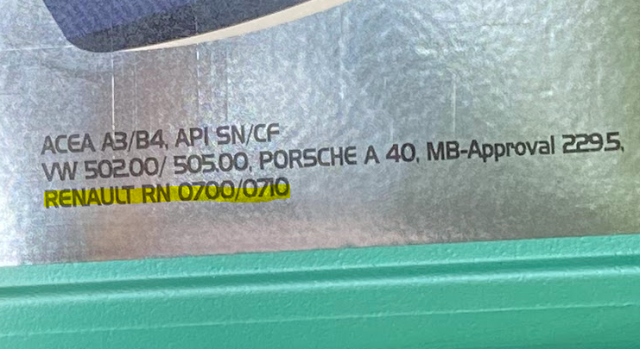 ACEA A3/B4, API SN/CF
VW 502.00/ 505.00, PORSCHE A 40, MB-Approval 229.5,
RENAULT RN 0700/0710